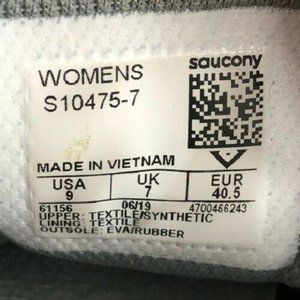 WOMENS saucony
S10475-7
MADE IN VIETNAM
USA UK EUR
9 7 40.5
61156 06/19 4700466243
UPPER: TEXTILE/SYNTHETIC
LINING: TEXTILE
OUTSOLE: EVA/RUBBER